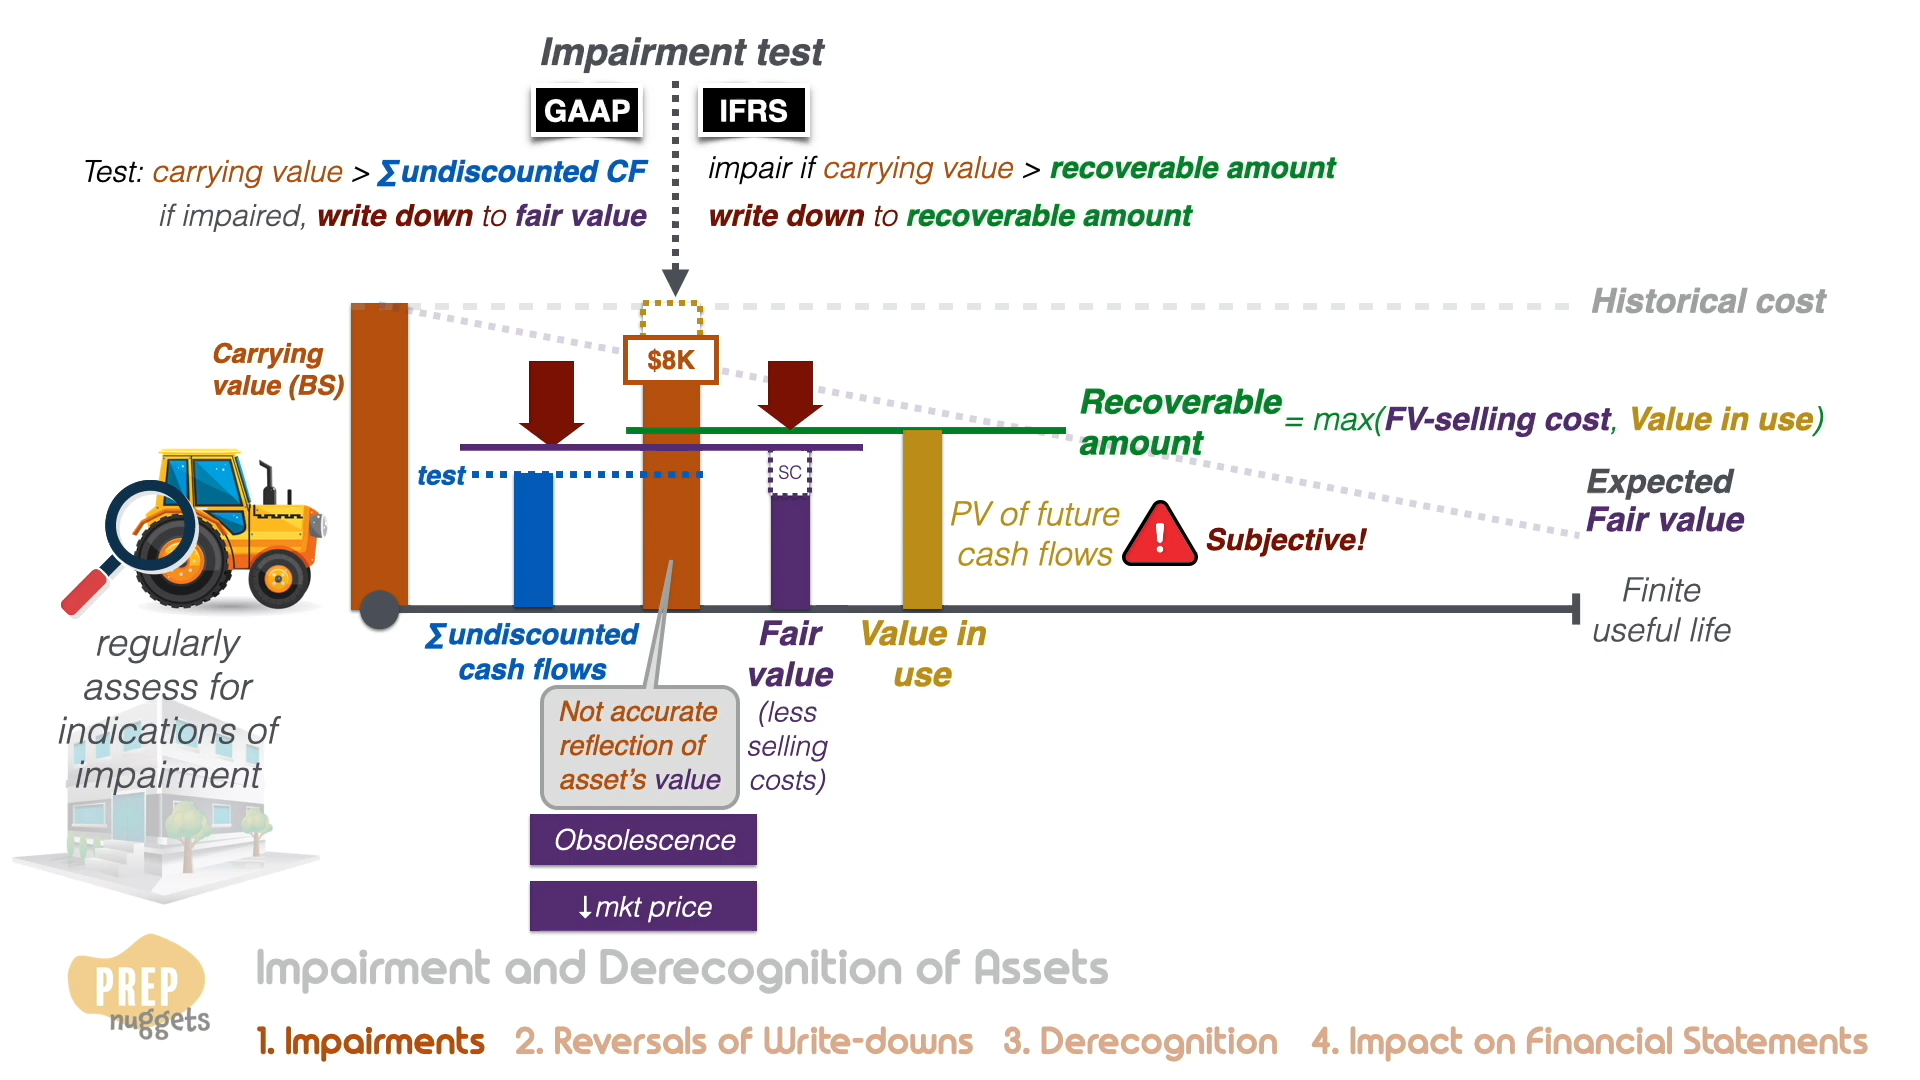 Impairment test
GAAP
IFRS
Test: carrying value > ∑undiscounted CF
if impaired, write down to fair value
impair if carrying value > recoverable amount
write down to recoverable amount
Historical cost
Carrying
value (BS)
$8K
Recoverable
amount
= max(FV-selling cost, Value in use)
test
SC
Expected
Fair value
PV of future
cash flows
!
Subjective!
Finite
useful life
∑undiscounted
cash flows
Fair
value
(less
selling
costs)
Value in
use
regularly
assess for
indications of
impairment
Not accurate
reflection of
asset's value
Obsolescence
↓mkt price
PREP
nuggets
Impairment and Derecognition of Assets
1. Impairments
2. Reversals of Write-downs
3. Derecognition
4. Impact on Financial Statements